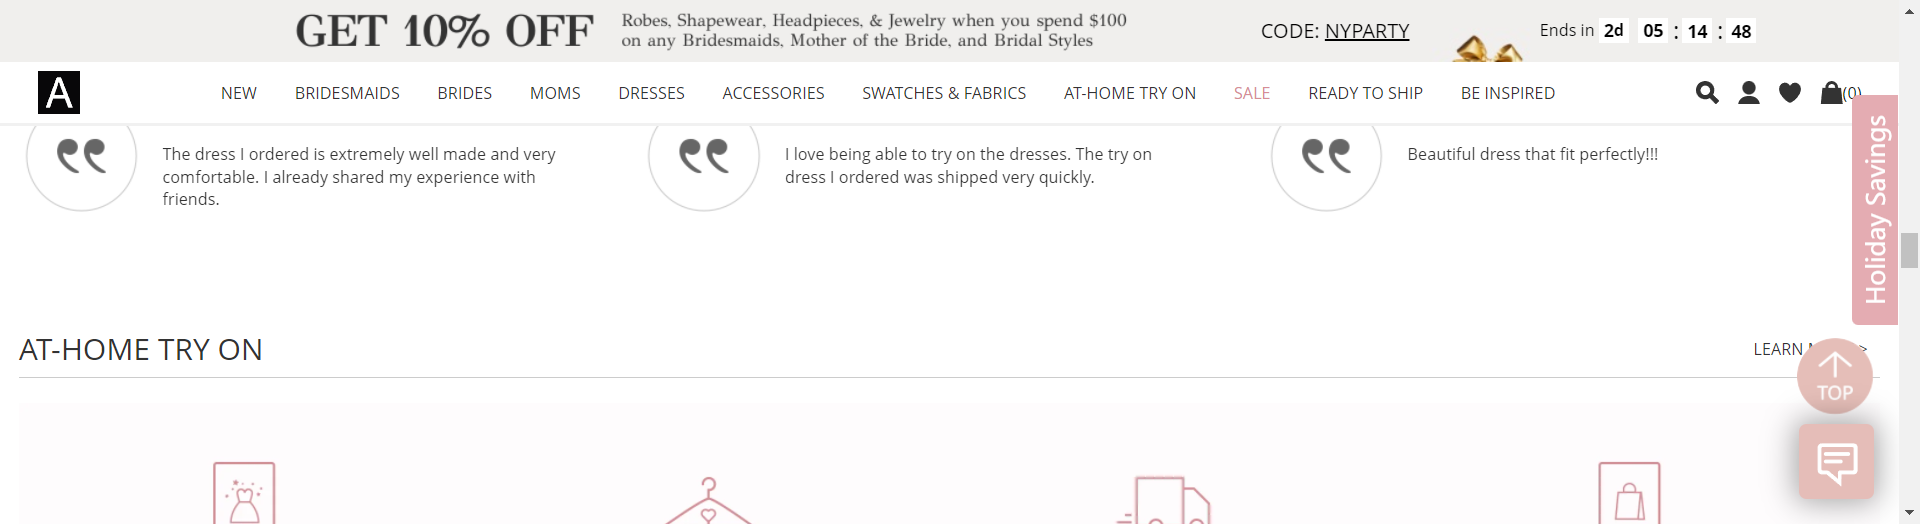 GET 10% OFF
Robes, Shapewear, Headpieces, & Jewelry when you spend $100
on any Bridesmaids, Mother of the Bride, and Bridal Styles
CODE: NYPARTY
Ends in 2d 05 : 14 : 48
A
NEW BRIDESMAIDS BRIDES MOMS DRESSES ACCESSORIES SWATCHES & FABRICS AT-HOME TRY ON SALE READY TO SHIP BE INSPIRED
(0)
Holiday Savings
The dress I ordered is extremely well made and very
comfortable. I already shared my experience with
friends.
I love being able to try on the dresses. The try on
dress I ordered was shipped very quickly.
Beautiful dress that fit perfectly!!!
AT-HOME TRY ON
LEARN >
TOP